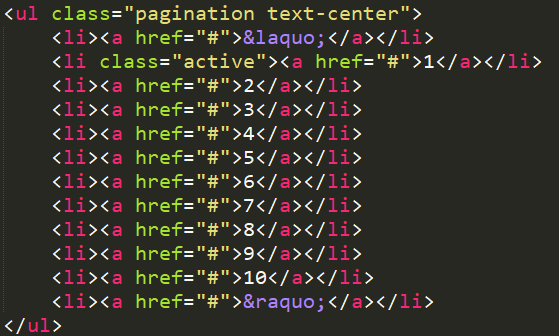 <ul class="pagination text-center">
    <li><a href="#">&laquo;</a></li>
    <li class="active"><a href="#">1</a></li>
    <li><a href="#">2</a></li>
    <li><a href="#">3</a></li>
    <li><a href="#">4</a></li>
    <li><a href="#">5</a></li>
    <li><a href="#">6</a></li>
    <li><a href="#">7</a></li>
    <li><a href="#">8</a></li>
    <li><a href="#">9</a></li>
    <li><a href="#">10</a></li>
    <li><a href="#">&raquo;</a></li>
</ul>